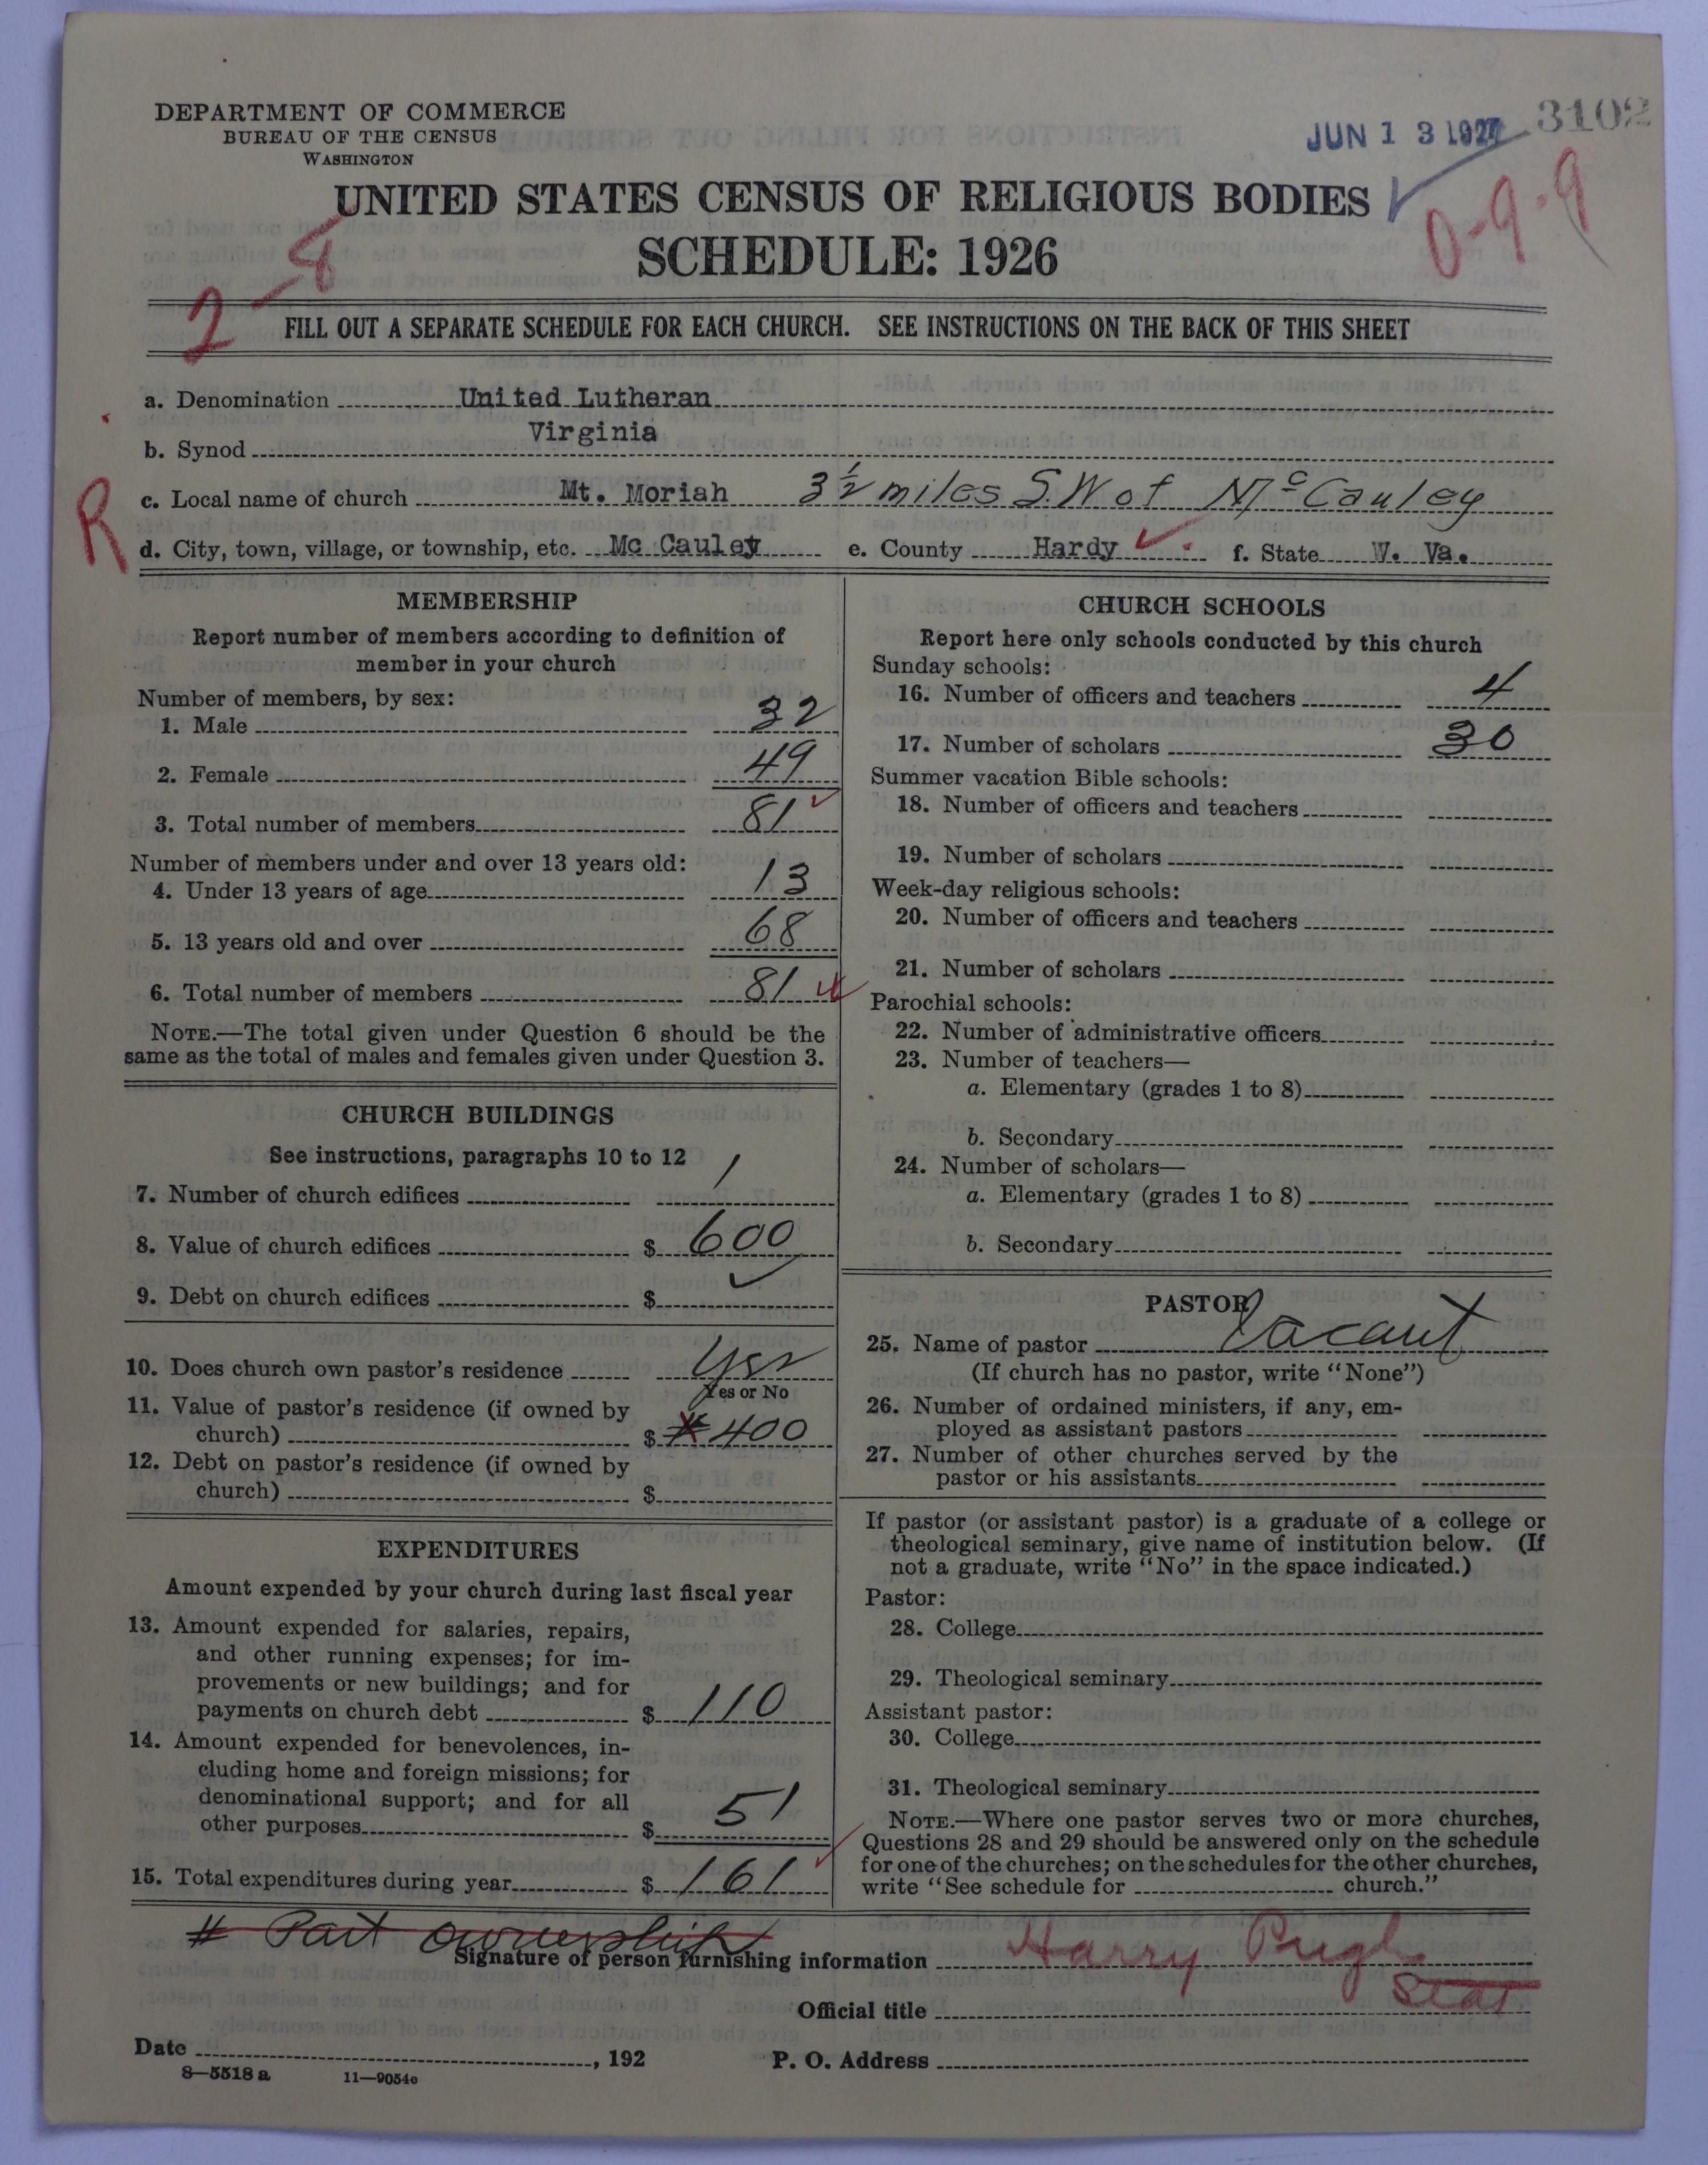 DEPARTMENT OF COMMERCE
BUREAU OF THE CENSUS
WASHINGTON
JUN 13 1927 3102
UNITED STATES CENSUS OF RELIGIOUS BODIES
0-9-9
SCHEDULE: 1926
2-8
FILL OUT A SEPARATE SCHEDULE FOR EACH CHURCH. SEE INSTRUCTIONS ON THE BACK OF THIS SHEET
a. Denomination United Lutheran
b. Synod Virginia
R
c. Local name of church Mt. Moriah 3½ miles S.W of McCauley
d. City, town, village, or township, etc. Mc Cauley e. County Hardy f. State W. Va.
MEMBERSHIP
Report number of members according to definition of
member in your church
Number of members, by sex:
1. Male 32
2. Female 49
3. Total number of members 81
Number of members under and over 13 years old:
4. Under 13 years of age 13
5. 13 years old and over 68
6. Total number of members 81
NOTE.—The total given under Question 6 should be the
same as the total of males and females given under Question 3.
CHURCH BUILDINGS
See instructions, paragraphs 10 to 12
7. Number of church edifices 1
8. Value of church edifices $ 600
9. Debt on church edifices $
10. Does church own pastor's residence Yes
Yes or No
11. Value of pastor's residence (if owned by
church) $ # 400
12. Debt on pastor's residence (if owned by
church) $
EXPENDITURES
Amount expended by your church during last fiscal year
13. Amount expended for salaries, repairs,
and other running expenses; for im-
provements or new buildings; and for
payments on church debt $ 110
14. Amount expended for benevolences, in-
cluding home and foreign missions; for
denominational support; and for all
other purposes $ 51
15. Total expenditures during year $ 161
CHURCH SCHOOLS
Report here only schools conducted by this church
Sunday schools:
16. Number of officers and teachers 4
17. Number of scholars 30
Summer vacation Bible schools:
18. Number of officers and teachers
19. Number of scholars
Week-day religious schools:
20. Number of officers and teachers
21. Number of scholars
Parochial schools:
22. Number of administrative officers
23. Number of teachers—
a. Elementary (grades 1 to 8)
b. Secondary
24. Number of scholars—
a. Elementary (grades 1 to 8)
b. Secondary
PASTOR
25. Name of pastor Vacant
(If church has no pastor, write "None")
26. Number of ordained ministers, if any, em-
ployed as assistant pastors
27. Number of other churches served by the
pastor or his assistants
If pastor (or assistant pastor) is a graduate of a college or
theological seminary, give name of institution below. (If
not a graduate, write "No" in the space indicated.)
Pastor:
28. College
29. Theological seminary
Assistant pastor:
30. College
31. Theological seminary
NOTE.—Where one pastor serves two or more churches,
Questions 28 and 29 should be answered only on the schedule
for one of the churches; on the schedules for the other churches,
write "See schedule for church."
# Part ownership
Signature of person furnishing information Harry Pugh
Official title Stat
Date , 192 P. O. Address
8—5518 a 11—9054c